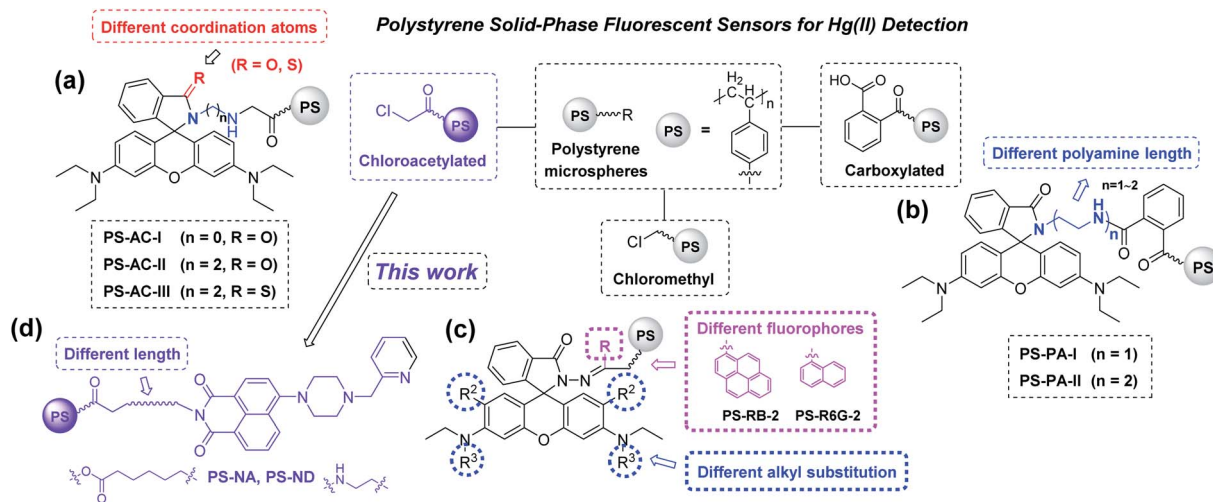 Polystyrene Solid-Phase Fluorescent Sensors for Hg(II) Detection
Different coordination atoms
(a)
R
(R = O, S)
N
n
N
H
O
PS
N
O
N
PS-AC-I (n = 0, R = O)
PS-AC-II (n = 2, R = O)
PS-AC-III (n = 2, R = S)
O
Cl
PS
Chloroacetylated
PS
R
PS
=
H2
C
C
H
n
Polystyrene
microspheres
HO
O
O
PS
Carboxylated
Cl
PS
Chloromethyl
This work
Different polyamine length
n=1~2
(b)
O
N
H
N
n
O
O
PS
N
O
N
PS-PA-I (n = 1)
PS-PA-II (n = 2)
(c)
PS
O
R
N
N
R2
R2
N
O
N
R3
R3
Different fluorophores
PS-RB-2 PS-R6G-2
Different alkyl substitution
(d)
Different length
PS
O
O
N
O
N
N
N
O
O
PS-NA, PS-ND
H
N